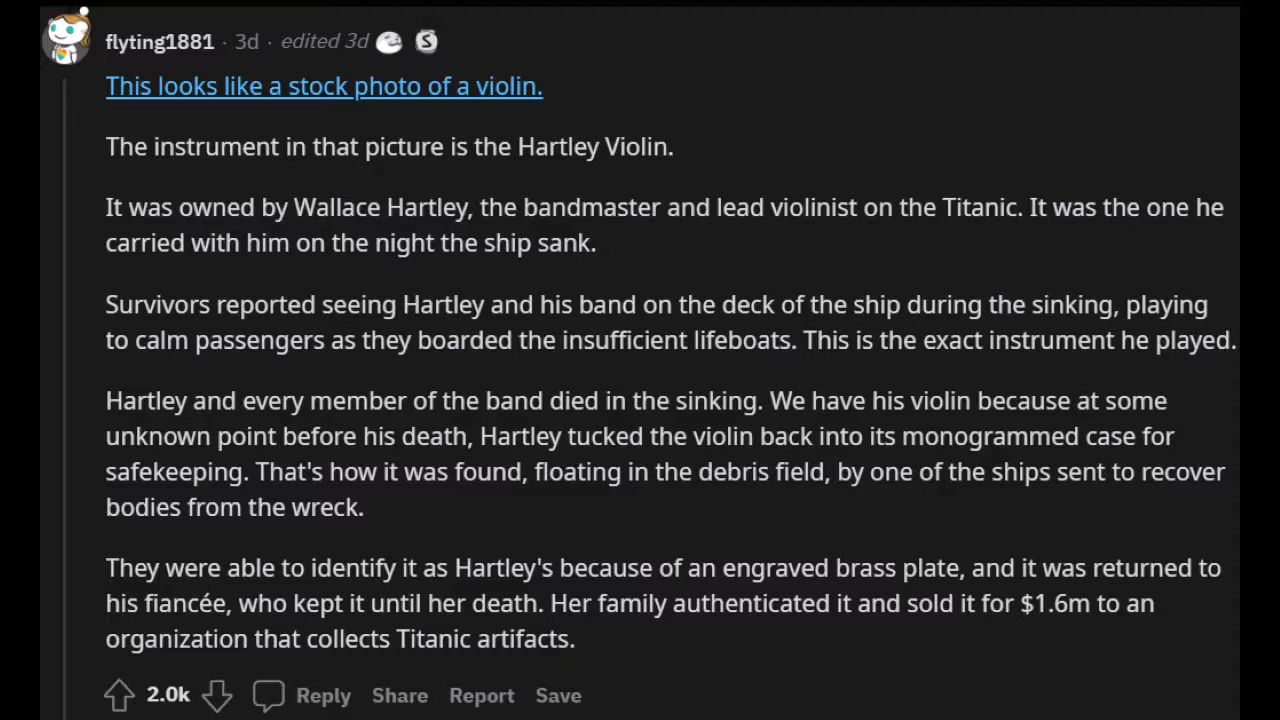 flyting1881 · 3d · edited 3d
This looks like a stock photo of a violin.
The instrument in that picture is the Hartley Violin.
It was owned by Wallace Hartley, the bandmaster and lead violinist on the Titanic. It was the one he
carried with him on the night the ship sank.
Survivors reported seeing Hartley and his band on the deck of the ship during the sinking, playing
to calm passengers as they boarded the insufficient lifeboats. This is the exact instrument he played.
Hartley and every member of the band died in the sinking. We have his violin because at some
unknown point before his death, Hartley tucked the violin back into its monogrammed case for
safekeeping. That's how it was found, floating in the debris field, by one of the ships sent to recover
bodies from the wreck.
They were able to identify it as Hartley's because of an engraved brass plate, and it was returned to
his fiancée, who kept it until her death. Her family authenticated it and sold it for $1.6m to an
organization that collects Titanic artifacts.
2.0k Reply Share Report Save